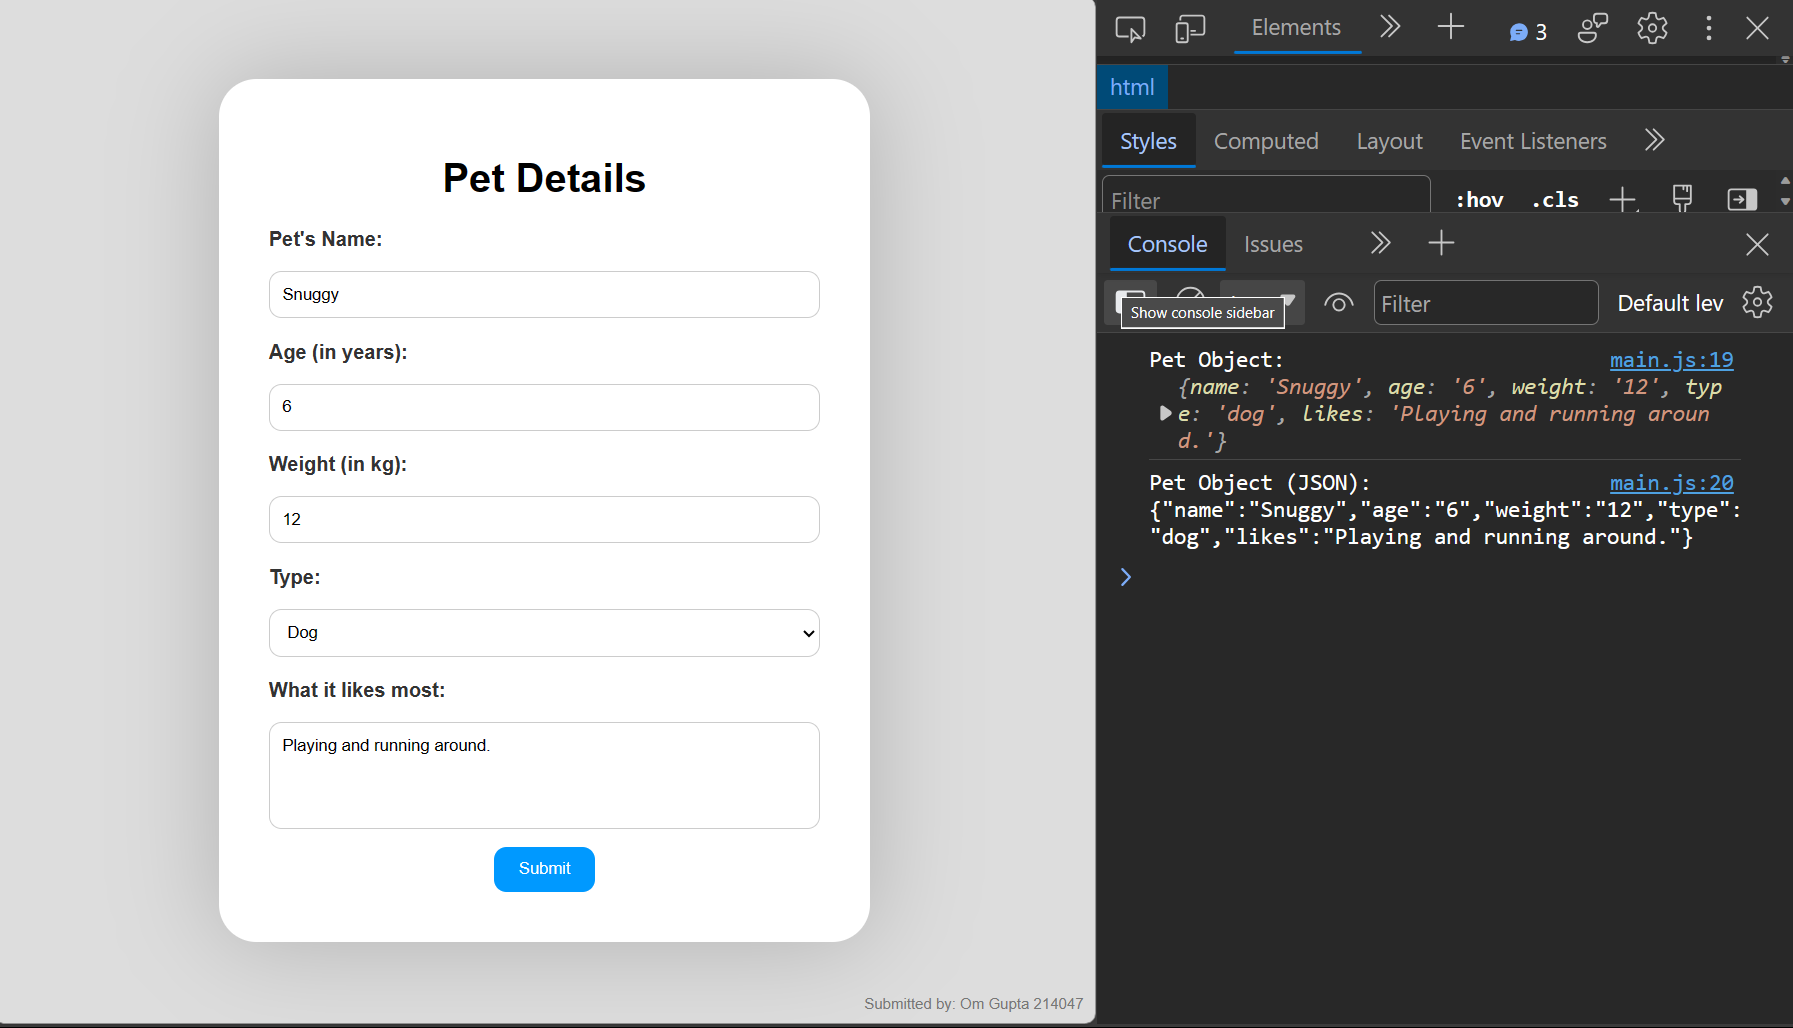 Pet Details
Pet's Name:
Snuggy
Age (in years):
6
Weight (in kg):
12
Type:
Dog
What it likes most:
Playing and running around.
Submit
Submitted by: Om Gupta 214047
Elements
3
html
Styles Computed Layout Event Listeners
Filter :hov .cls
Console Issues
Filter Default lev
Show console sidebar
Pet Object: main.js:19
{name: 'Snuggy', age: '6', weight: '12', typ
e: 'dog', likes: 'Playing and running aroun
d.'}
Pet Object (JSON): main.js:20
{"name":"Snuggy","age":"6","weight":"12","type":
"dog","likes":"Playing and running around."}